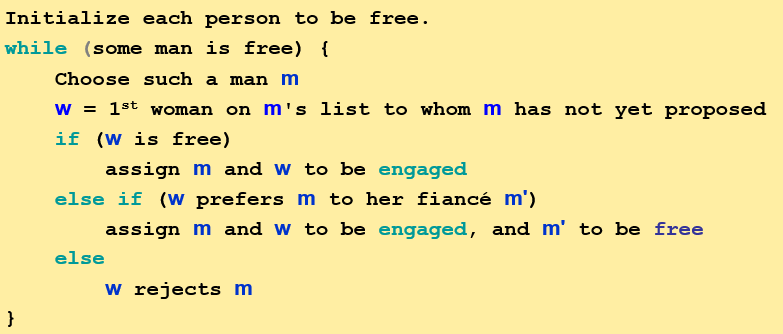 Initialize each person to be free.
while (some man is free) {
    Choose such a man m
    w = 1st woman on m's list to whom m has not yet proposed
    if (w is free)
        assign m and w to be engaged
    else if (w prefers m to her fiancé m')
        assign m and w to be engaged, and m' to be free
    else
        w rejects m
}